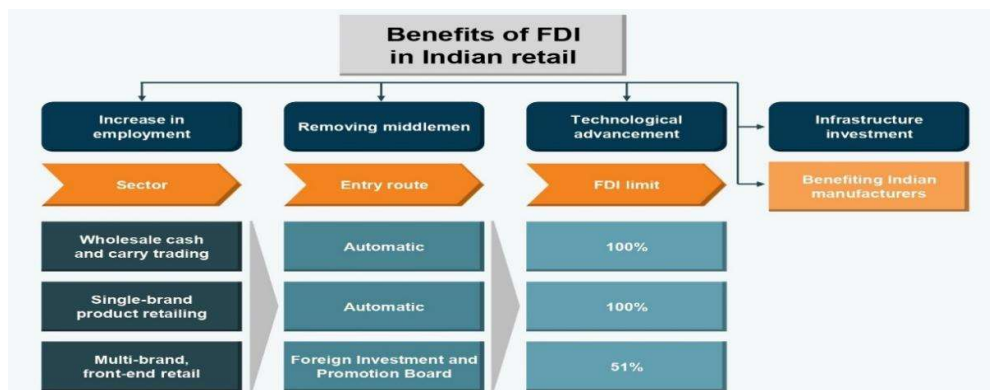 Benefits of FDI
in Indian retail
Increase in
employment
Removing middlemen
Technological
advancement
Infrastructure
investment
Sector
Entry route
FDI limit
Benefiting Indian
manufacturers
Wholesale cash
and carry trading
Automatic
100%
Single-brand
product retailing
Automatic
100%
Multi-brand,
front-end retail
Foreign Investment and
Promotion Board
51%